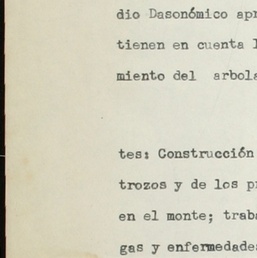 dio Dasonómico apr
tienen en cuenta l
miento del arbola
tes: Construcción
trozos y de los p
en el monte; trab
gas y enfermedade